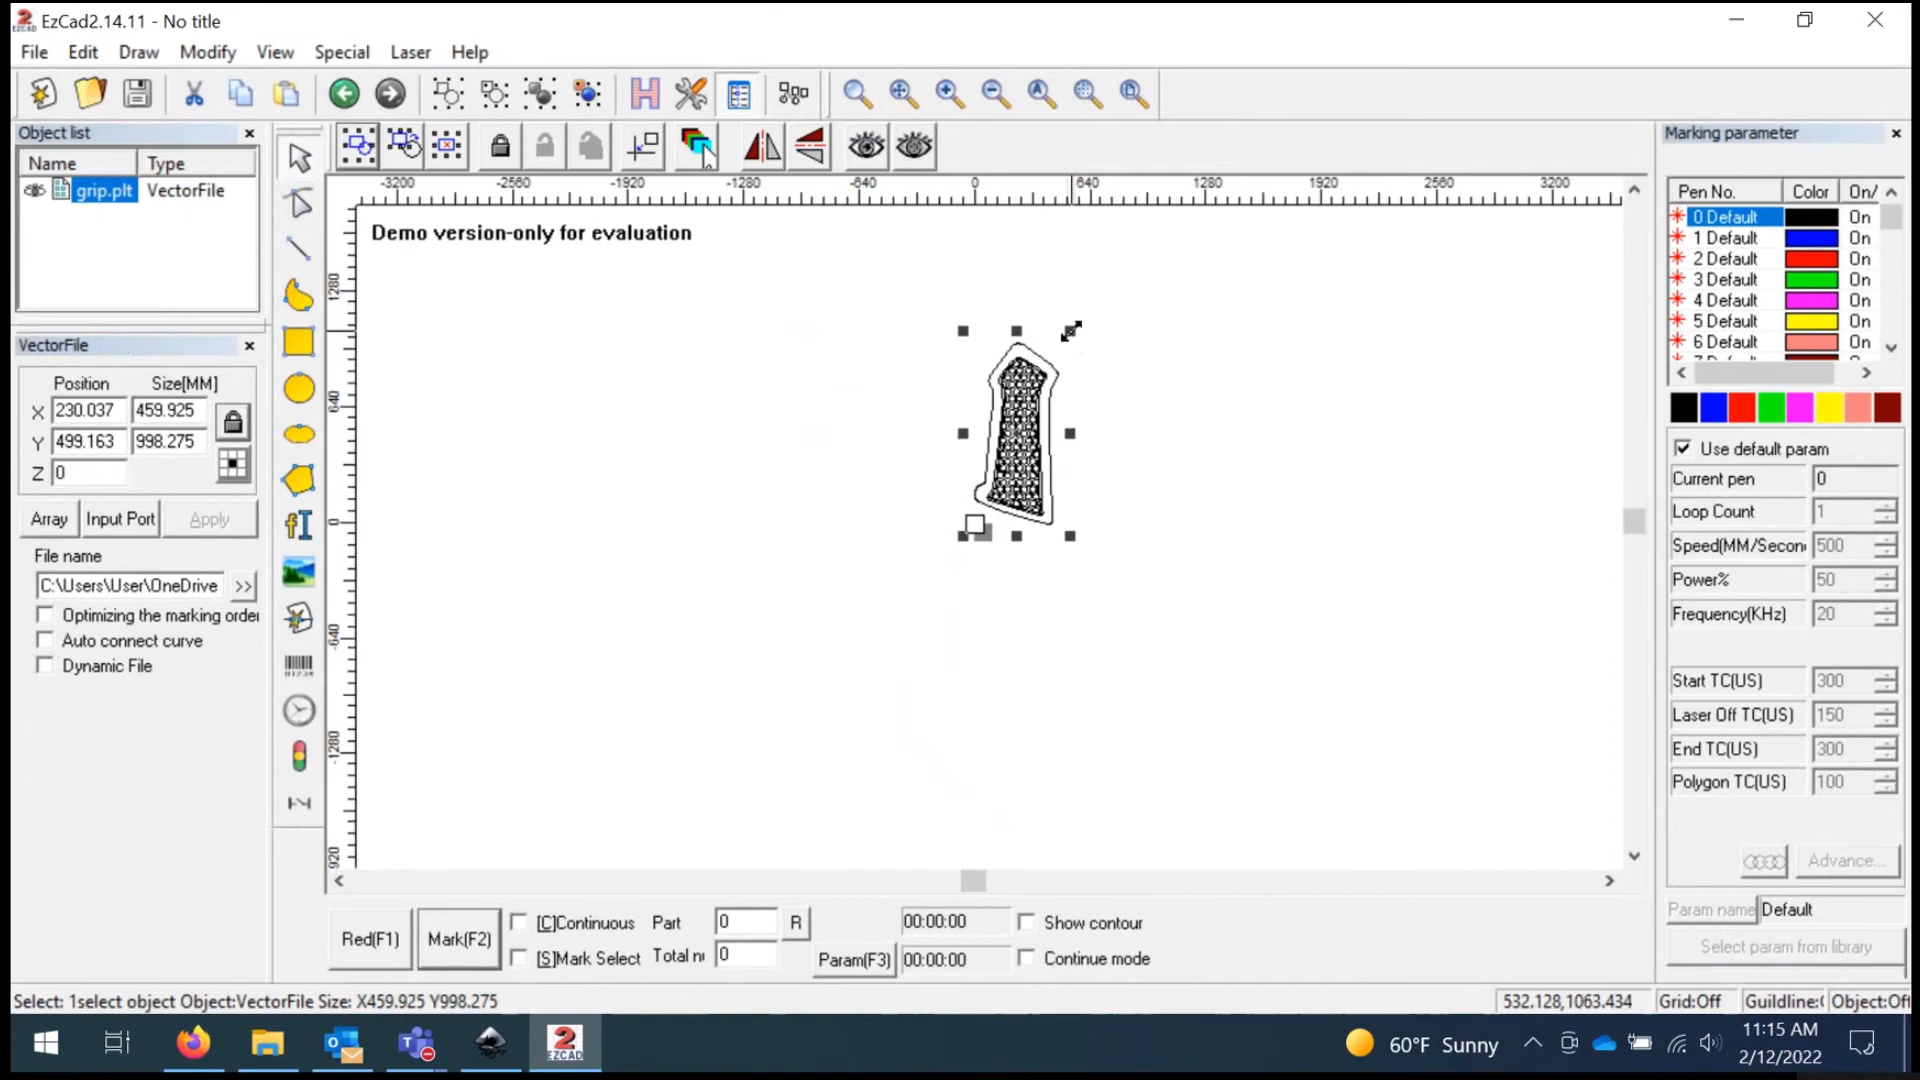 EzCad2.14.11 - No title
File Edit Draw Modify View Special Laser Help
Object list
Name Type
grip.plt VectorFile
VectorFile
Position Size[MM]
X 230.037 459.925
Y 499.163 998.275
Z 0
Array Input Port Apply
File name
C:\Users\User\OneDrive >>
Optimizing the marking order
Auto connect curve
Dynamic File
-3200 -2560 -1920 -1280 -640 0 640 1280 1920 2560 3200
1280
640
0
-640
-1280
920
Demo version-only for evaluation
Marking parameter
Pen No. Color On/
0 Default On
1 Default On
2 Default On
3 Default On
4 Default On
5 Default On
6 Default On
Use default param
Current pen 0
Loop Count 1
Speed(MM/Secon 500
Power% 50
Frequency(KHz) 20
Start TC(US) 300
Laser Off TC(US) 150
End TC(US) 300
Polygon TC(US) 100
Advance...
Param name Default
Select param from library
Red(F1) Mark(F2) [C]Continuous Part 0 R 00:00:00 Show contour
[S]Mark Select Total n 0 Param(F3) 00:00:00 Continue mode
Select: 1select object Object:VectorFile Size: X459.925 Y998.275
532.128,1063.434 Grid:Off Guildline:( Object:Off
2
EZCAD
60°F Sunny
11:15 AM
2/12/2022